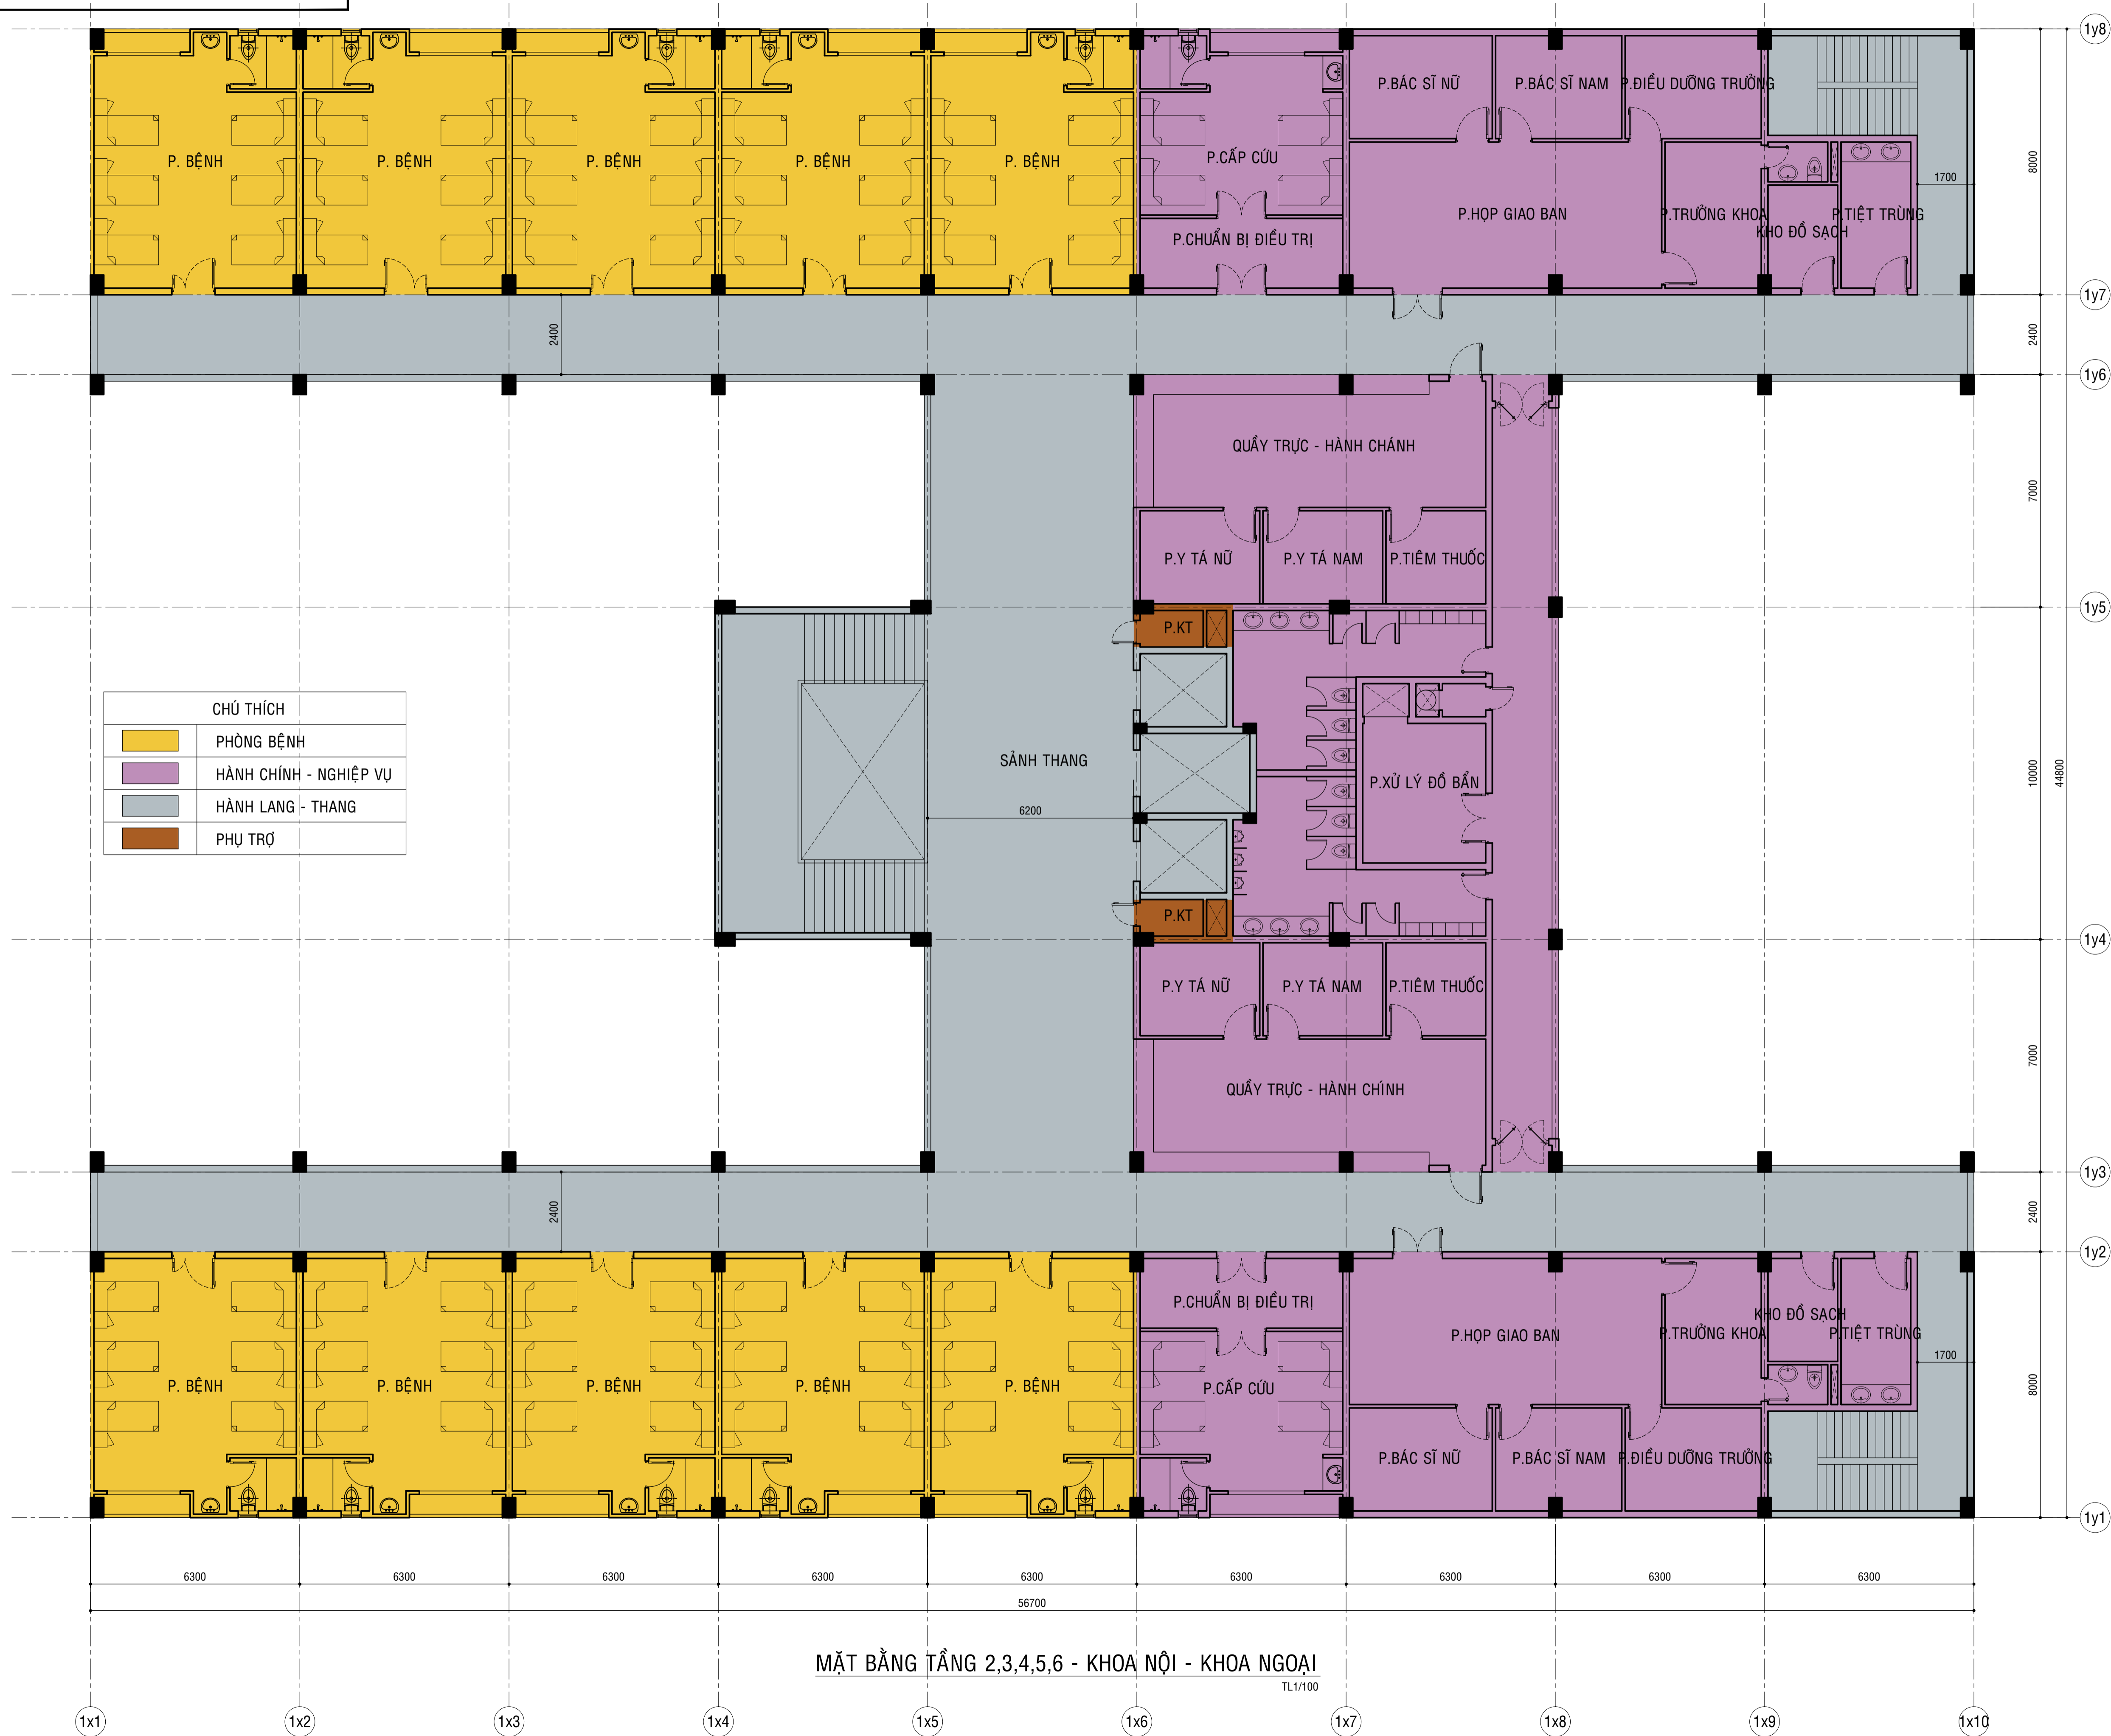 1y8
P.BÁC SĨ NỮ
P.BÁC SĨ NAM
P.ĐIỀU DƯỠNG TRƯỞNG
P. BỆNH
P. BỆNH
P. BỆNH
P. BỆNH
P. BỆNH
P.CẤP CỨU
8000
1700
P.HỌP GIAO BAN
P.TRƯỞNG KHOA
P.TIỆT TRÙNG
KHO ĐỒ SẠCH
P.CHUẨN BỊ ĐIỀU TRỊ
1y7
2400
2400
1y6
QUẦY TRỰC - HÀNH CHÁNH
7000
P.Y TÁ NỮ
P.Y TÁ NAM
P.TIÊM THUỐC
1y5
P.KT
CHÚ THÍCH
PHÒNG BỆNH
HÀNH CHÍNH - NGHIỆP VỤ
HÀNH LANG - THANG
PHỤ TRỢ
SẢNH THANG
6200
P.XỬ LÝ ĐỒ BẨN
10000
44800
P.KT
1y4
P.Y TÁ NỮ
P.Y TÁ NAM
P.TIÊM THUỐC
7000
QUẦY TRỰC - HÀNH CHÍNH
1y3
2400
2400
1y2
P.CHUẨN BỊ ĐIỀU TRỊ
KHO ĐỒ SẠCH
P.HỌP GIAO BAN
P.TRƯỞNG KHOA
P.TIỆT TRÙNG
1700
P. BỆNH
P. BỆNH
P. BỆNH
P. BỆNH
P. BỆNH
P.CẤP CỨU
8000
P.BÁC SĨ NỮ
P.BÁC SĨ NAM
P.ĐIỀU DƯỠNG TRƯỞNG
1y1
6300
6300
6300
6300
6300
6300
6300
6300
6300
56700
MẶT BẰNG TẦNG 2,3,4,5,6 - KHOA NỘI - KHOA NGOẠI
TL1/100
1x1
1x2
1x3
1x4
1x5
1x6
1x7
1x8
1x9
1x10